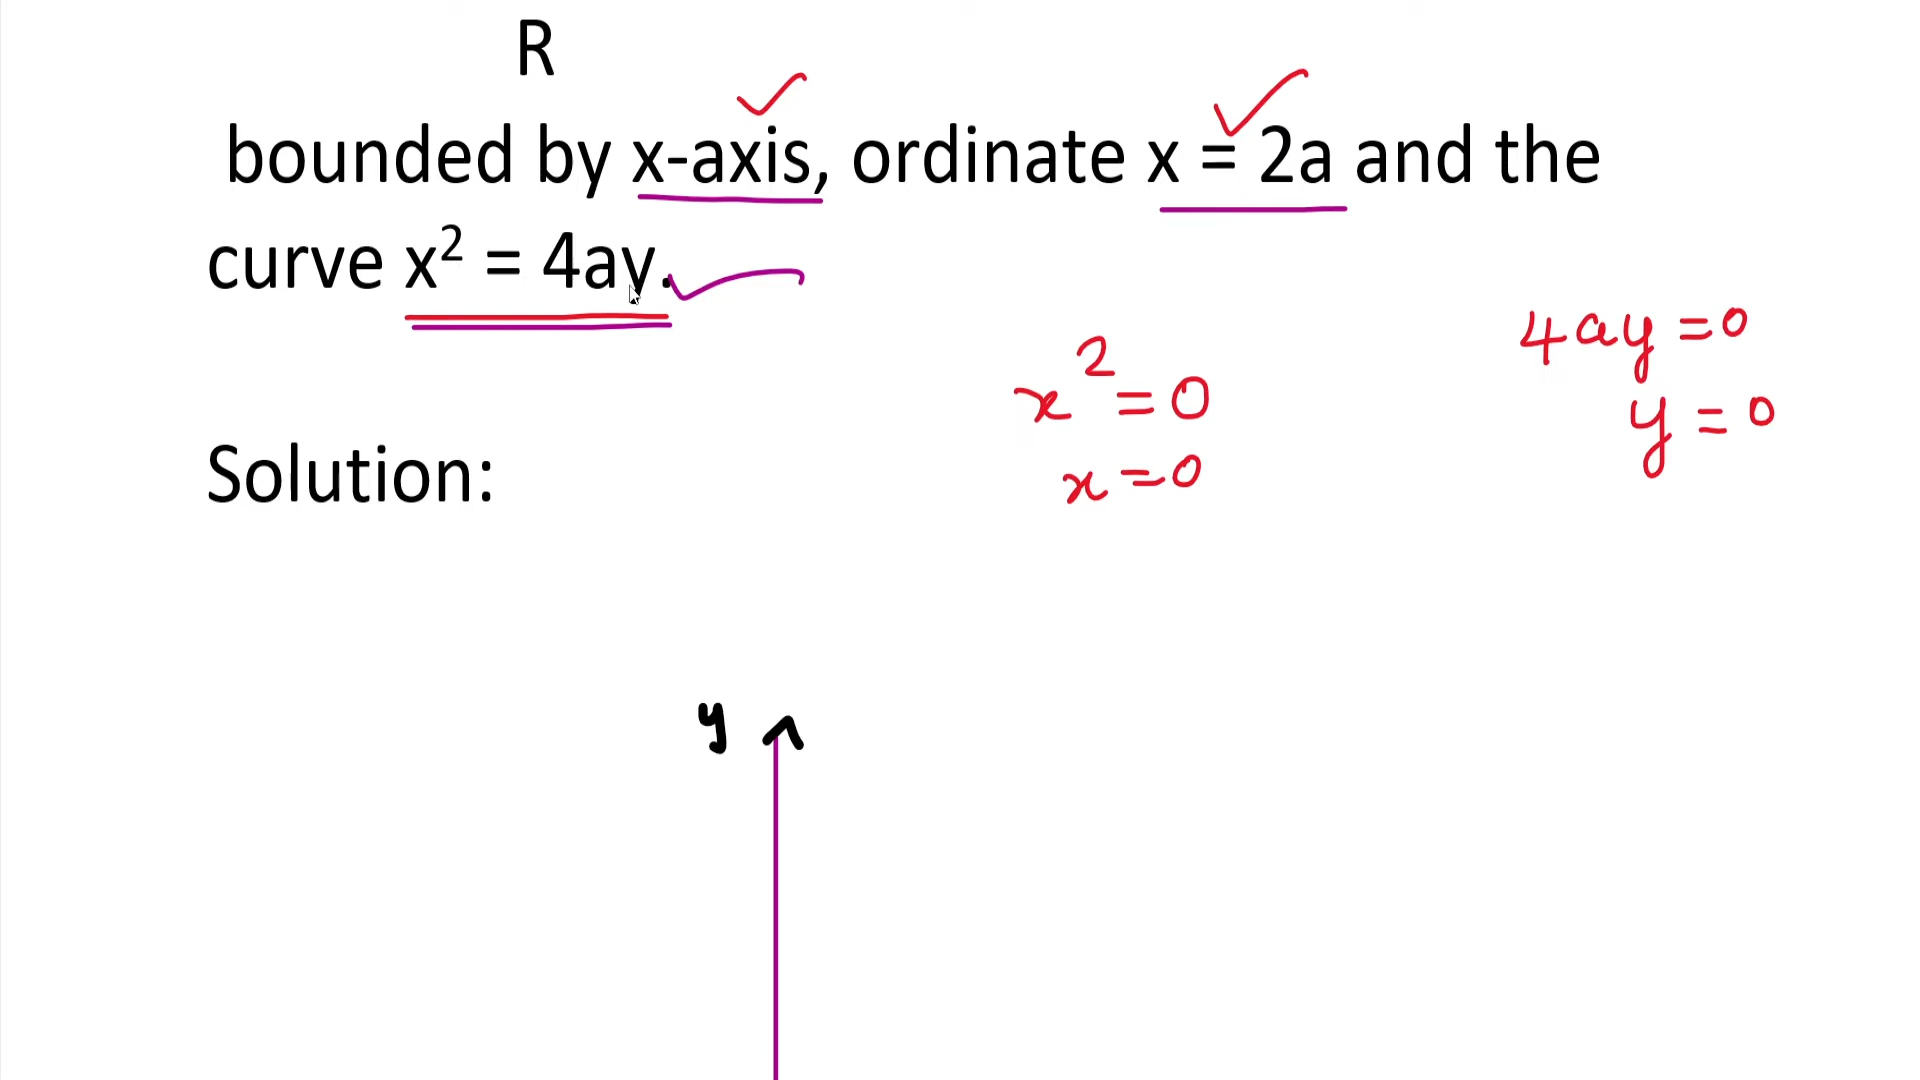 R
bounded by x-axis, ordinate x = 2a and the
curve x² = 4ay.
4ay = 0
x² = 0
y = 0
x = 0
Solution:
y